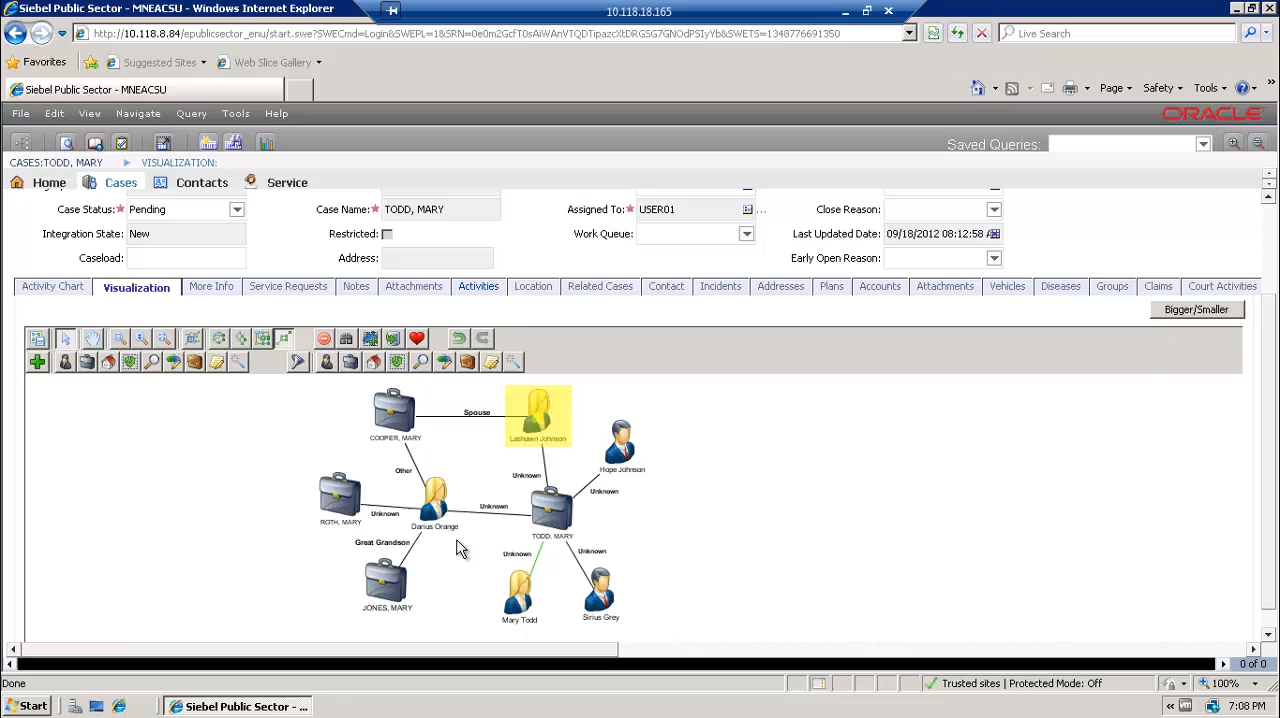 Siebel Public Sector - MNEACSU - Windows Internet Explorer
10.118.18.165
http://10.118.8.84/epublicsector_enu/start.swe?SWECmd=Login&SWEPL=1&SRN=
Live Search
Favorites
Suggested Sites
Web Slice Gallery
Siebel Public Sector - MNEACSU
Page
Safety
Tools
File Edit View Navigate Query Tools Help
ORACLE
Saved Queries:
CASES:TODD, MARY
VISUALIZATION:
Home
Cases
Contacts
Service
Case Status:* Pending
Case Name:* TODD, MARY
Assigned To:* USER01 ...
Close Reason:
Integration State: New
Restricted:
Work Queue:
Last Updated Date: 09/18/2012 08:12:58
Caseload:
Address:
Early Open Reason:
Activity Chart
Visualization
More Info
Service Requests
Notes
Attachments
Activities
Location
Related Cases
Contact
Incidents
Addresses
Plans
Accounts
Attachments
Vehicles
Diseases
Groups
Claims
Court Activities
Bigger/Smaller
Spouse
COOPER, MARY
Lashawn Johnson
Other
Unknown
Hope Johnson
Unknown
ROTH, MARY
Unknown
Darius Orange
Unknown
TODD, MARY
Great Grandson
Unknown
Unknown
JONES, MARY
Mary Todd
Sirius Grey
0 of 0
Done
Trusted sites | Protected Mode: Off
100%
Start
Siebel Public Sector - ...
7:08 PM